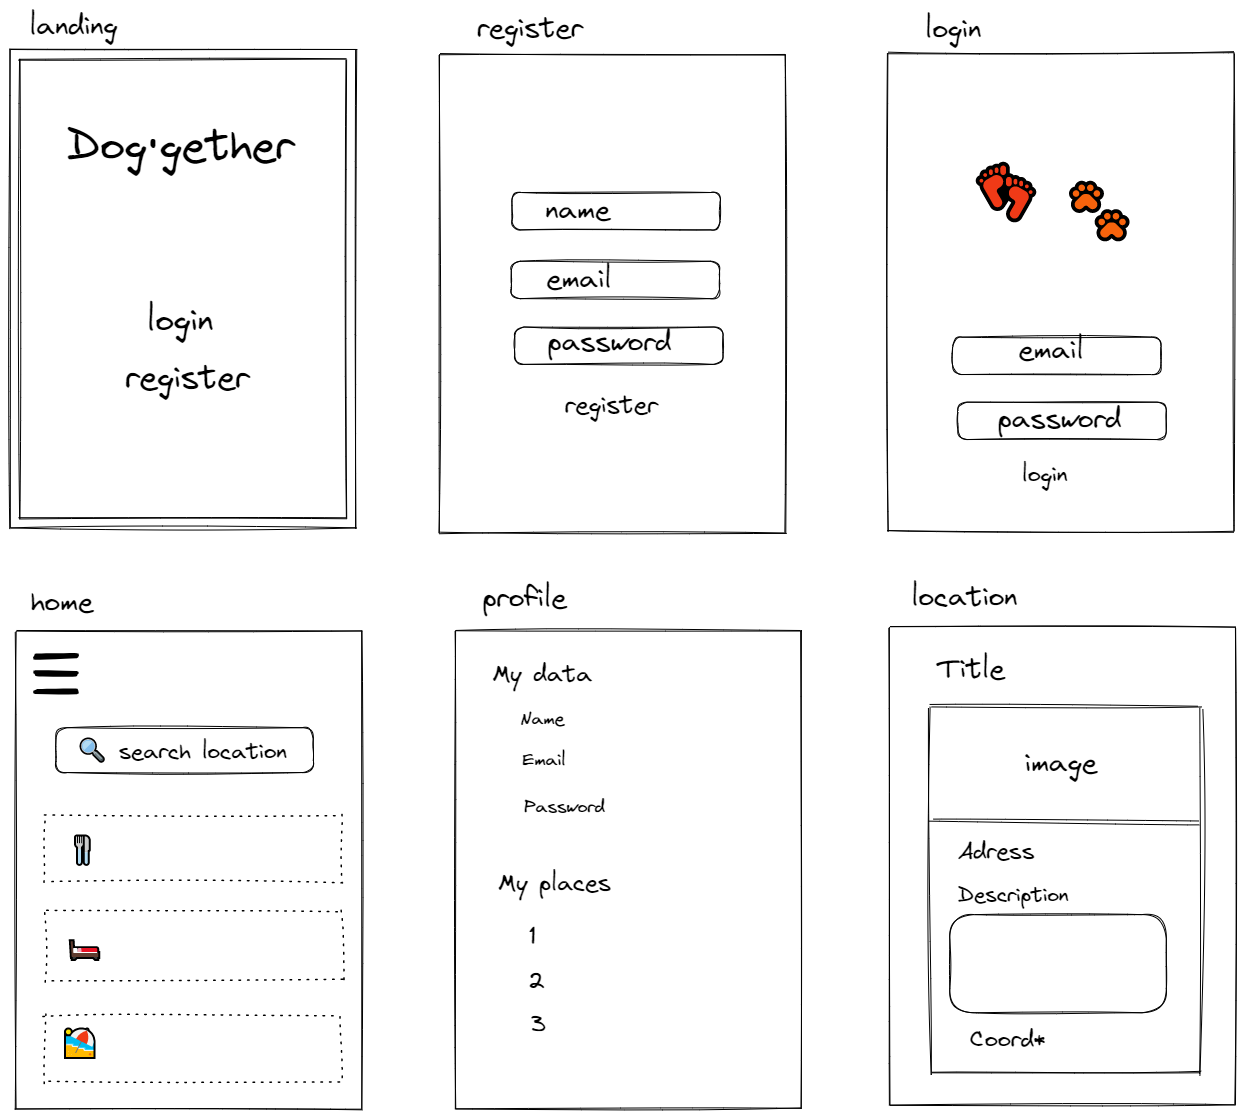 landing
Dog'gether
login
register
register
name
email
password
register
login
email
password
login
home
search location
profile
My data
Name
Email
Password
My places
1
2
3
location
Title
image
Adress
Description
Coord*